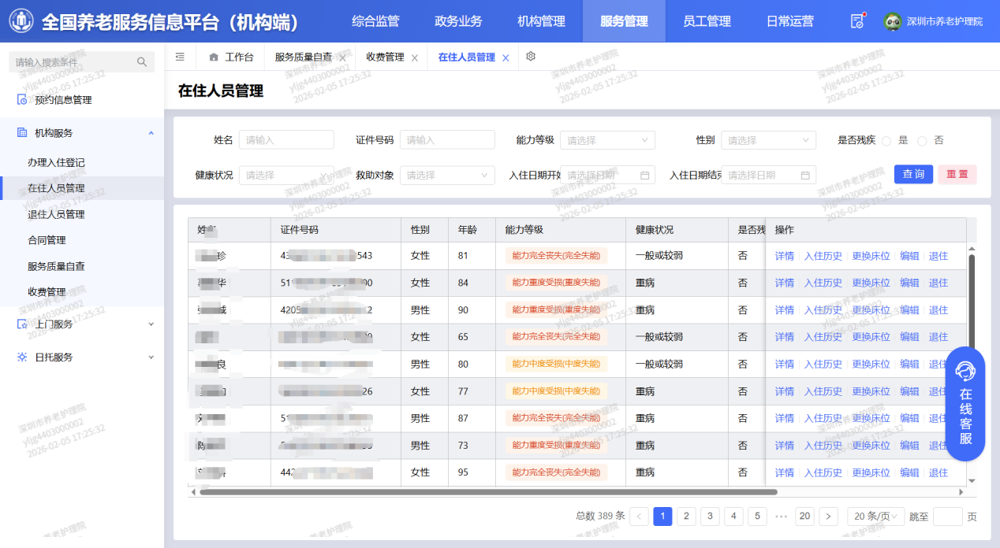 全国养老服务信息平台（机构端） 综合监管 政务业务 机构管理 服务管理 员工管理 日常运营 深圳市养老护理院
请输入搜索条件
工作台 服务质量自查 收费管理 在住人员管理
预约信息管理
机构服务
办理入住登记
在住人员管理
退住人员管理
合同管理
服务质量自查
收费管理
上门服务
日托服务
在住人员管理
姓名 请输入 证件号码 请输入 能力等级 请选择 性别 请选择 是否残疾 是 否
健康状况 请选择 救助对象 请选择 入住日期开始 请选择日期 入住日期结束 请选择日期 查 询 重 置
姓名 证件号码 性别 年龄 能力等级 健康状况 是否残 操作
珍 43 543 女性 81 能力完全丧失(完全失能) 一般或较弱 否 详情 入住历史 更换床位 编辑 退住
华 511 00 女性 84 能力重度受损(重度失能) 重病 否 详情 入住历史 更换床位 编辑 退住
城 4205 2 男性 90 能力重度受损(重度失能) 重病 否 详情 入住历史 更换床位 编辑 退住
女性 65 能力完全丧失(完全失能) 一般或较弱 否 详情 入住历史 更换床位 编辑 退住
良 男性 80 能力中度受损(中度失能) 一般或较弱 否 详情 入住历史 更换床位 编辑 退住
26 女性 77 能力中度受损(中度失能) 重病 否 详情 入住历史 更换床位 编辑 退住
51 男性 87 能力完全丧失(完全失能) 重病 否 详情 入住历史 更换床位 编辑 退住
陈 男性 73 能力重度受损(重度失能) 重病 否 详情 入住历史 更换床位 编辑 退住
442 女性 95 能力完全丧失(完全失能) 重病 否 详情 入住历史 更换床位 编辑 退住
总数 389 条 1 2 3 4 5 ••• 20 20 条/页 跳至 页
在线客服
深圳市养老护理院
yljg4403000002
2026-02-05 17:25:32